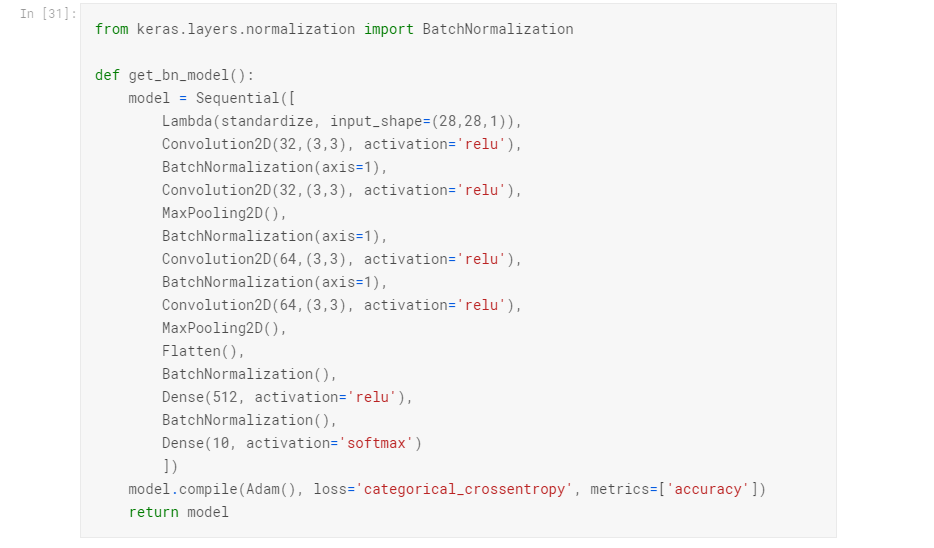 In [31]:
from keras.layers.normalization import BatchNormalization

def get_bn_model():
    model = Sequential([
        Lambda(standardize, input_shape=(28,28,1)),
        Convolution2D(32,(3,3), activation='relu'),
        BatchNormalization(axis=1),
        Convolution2D(32,(3,3), activation='relu'),
        MaxPooling2D(),
        BatchNormalization(axis=1),
        Convolution2D(64,(3,3), activation='relu'),
        BatchNormalization(axis=1),
        Convolution2D(64,(3,3), activation='relu'),
        MaxPooling2D(),
        Flatten(),
        BatchNormalization(),
        Dense(512, activation='relu'),
        BatchNormalization(),
        Dense(10, activation='softmax')
        ])
    model.compile(Adam(), loss='categorical_crossentropy', metrics=['accuracy'])
    return model